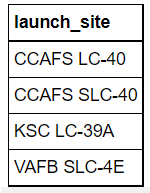 launch_site
CCAFS LC-40
CCAFS SLC-40
KSC LC-39A
VAFB SLC-4E